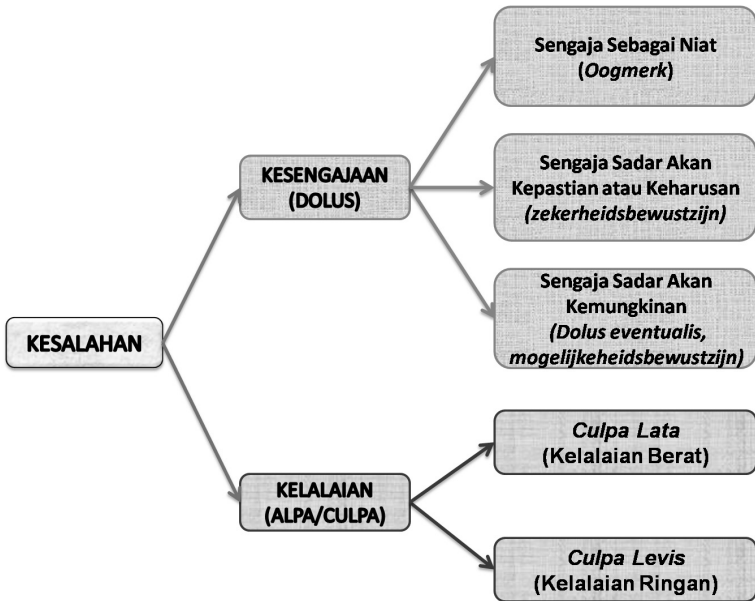 Sengaja Sebagai Niat
(Oogmerk)
KESENGAJAAN
(DOLUS)
Sengaja Sadar Akan
Kepastian atau Keharusan
(zekerheidsbewustzijn)
Sengaja Sadar Akan
Kemungkinan
(Dolus eventualis,
mogelijkeheidsbewustzijn)
KESALAHAN
Culpa Lata
(Kelalaian Berat)
KELALAIAN
(ALPA/CULPA)
Culpa Levis
(Kelalaian Ringan)